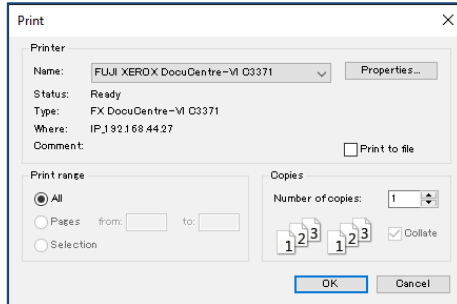 Print
Printer
Name: FUJI XEROX DocuCentre-VI C3371 Properties...
Status: Ready
Type: FX DocuCentre-VI C3371
Where: IP_192.168.44.27
Comment: Print to file
Print range
All
Pages from: to:
Selection
Copies
Number of copies: 1
1 2 3 1 2 3 Collate
OK Cancel